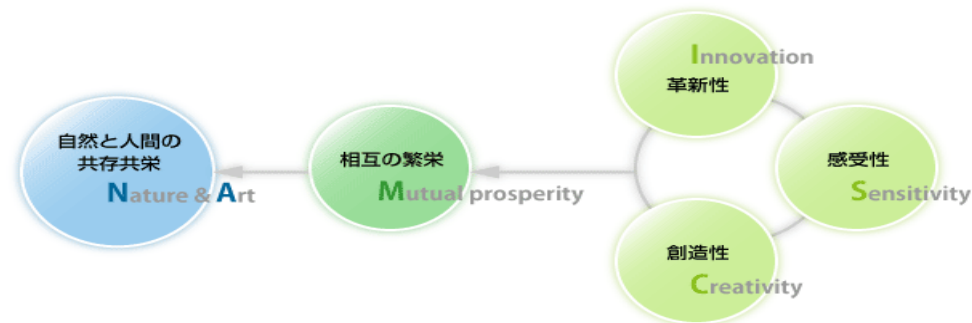 自然と人間の
共存共栄
Nature & Art
相互の繁栄
Mutual prosperity
Innovation
革新性
感受性
Sensitivity
創造性
Creativity